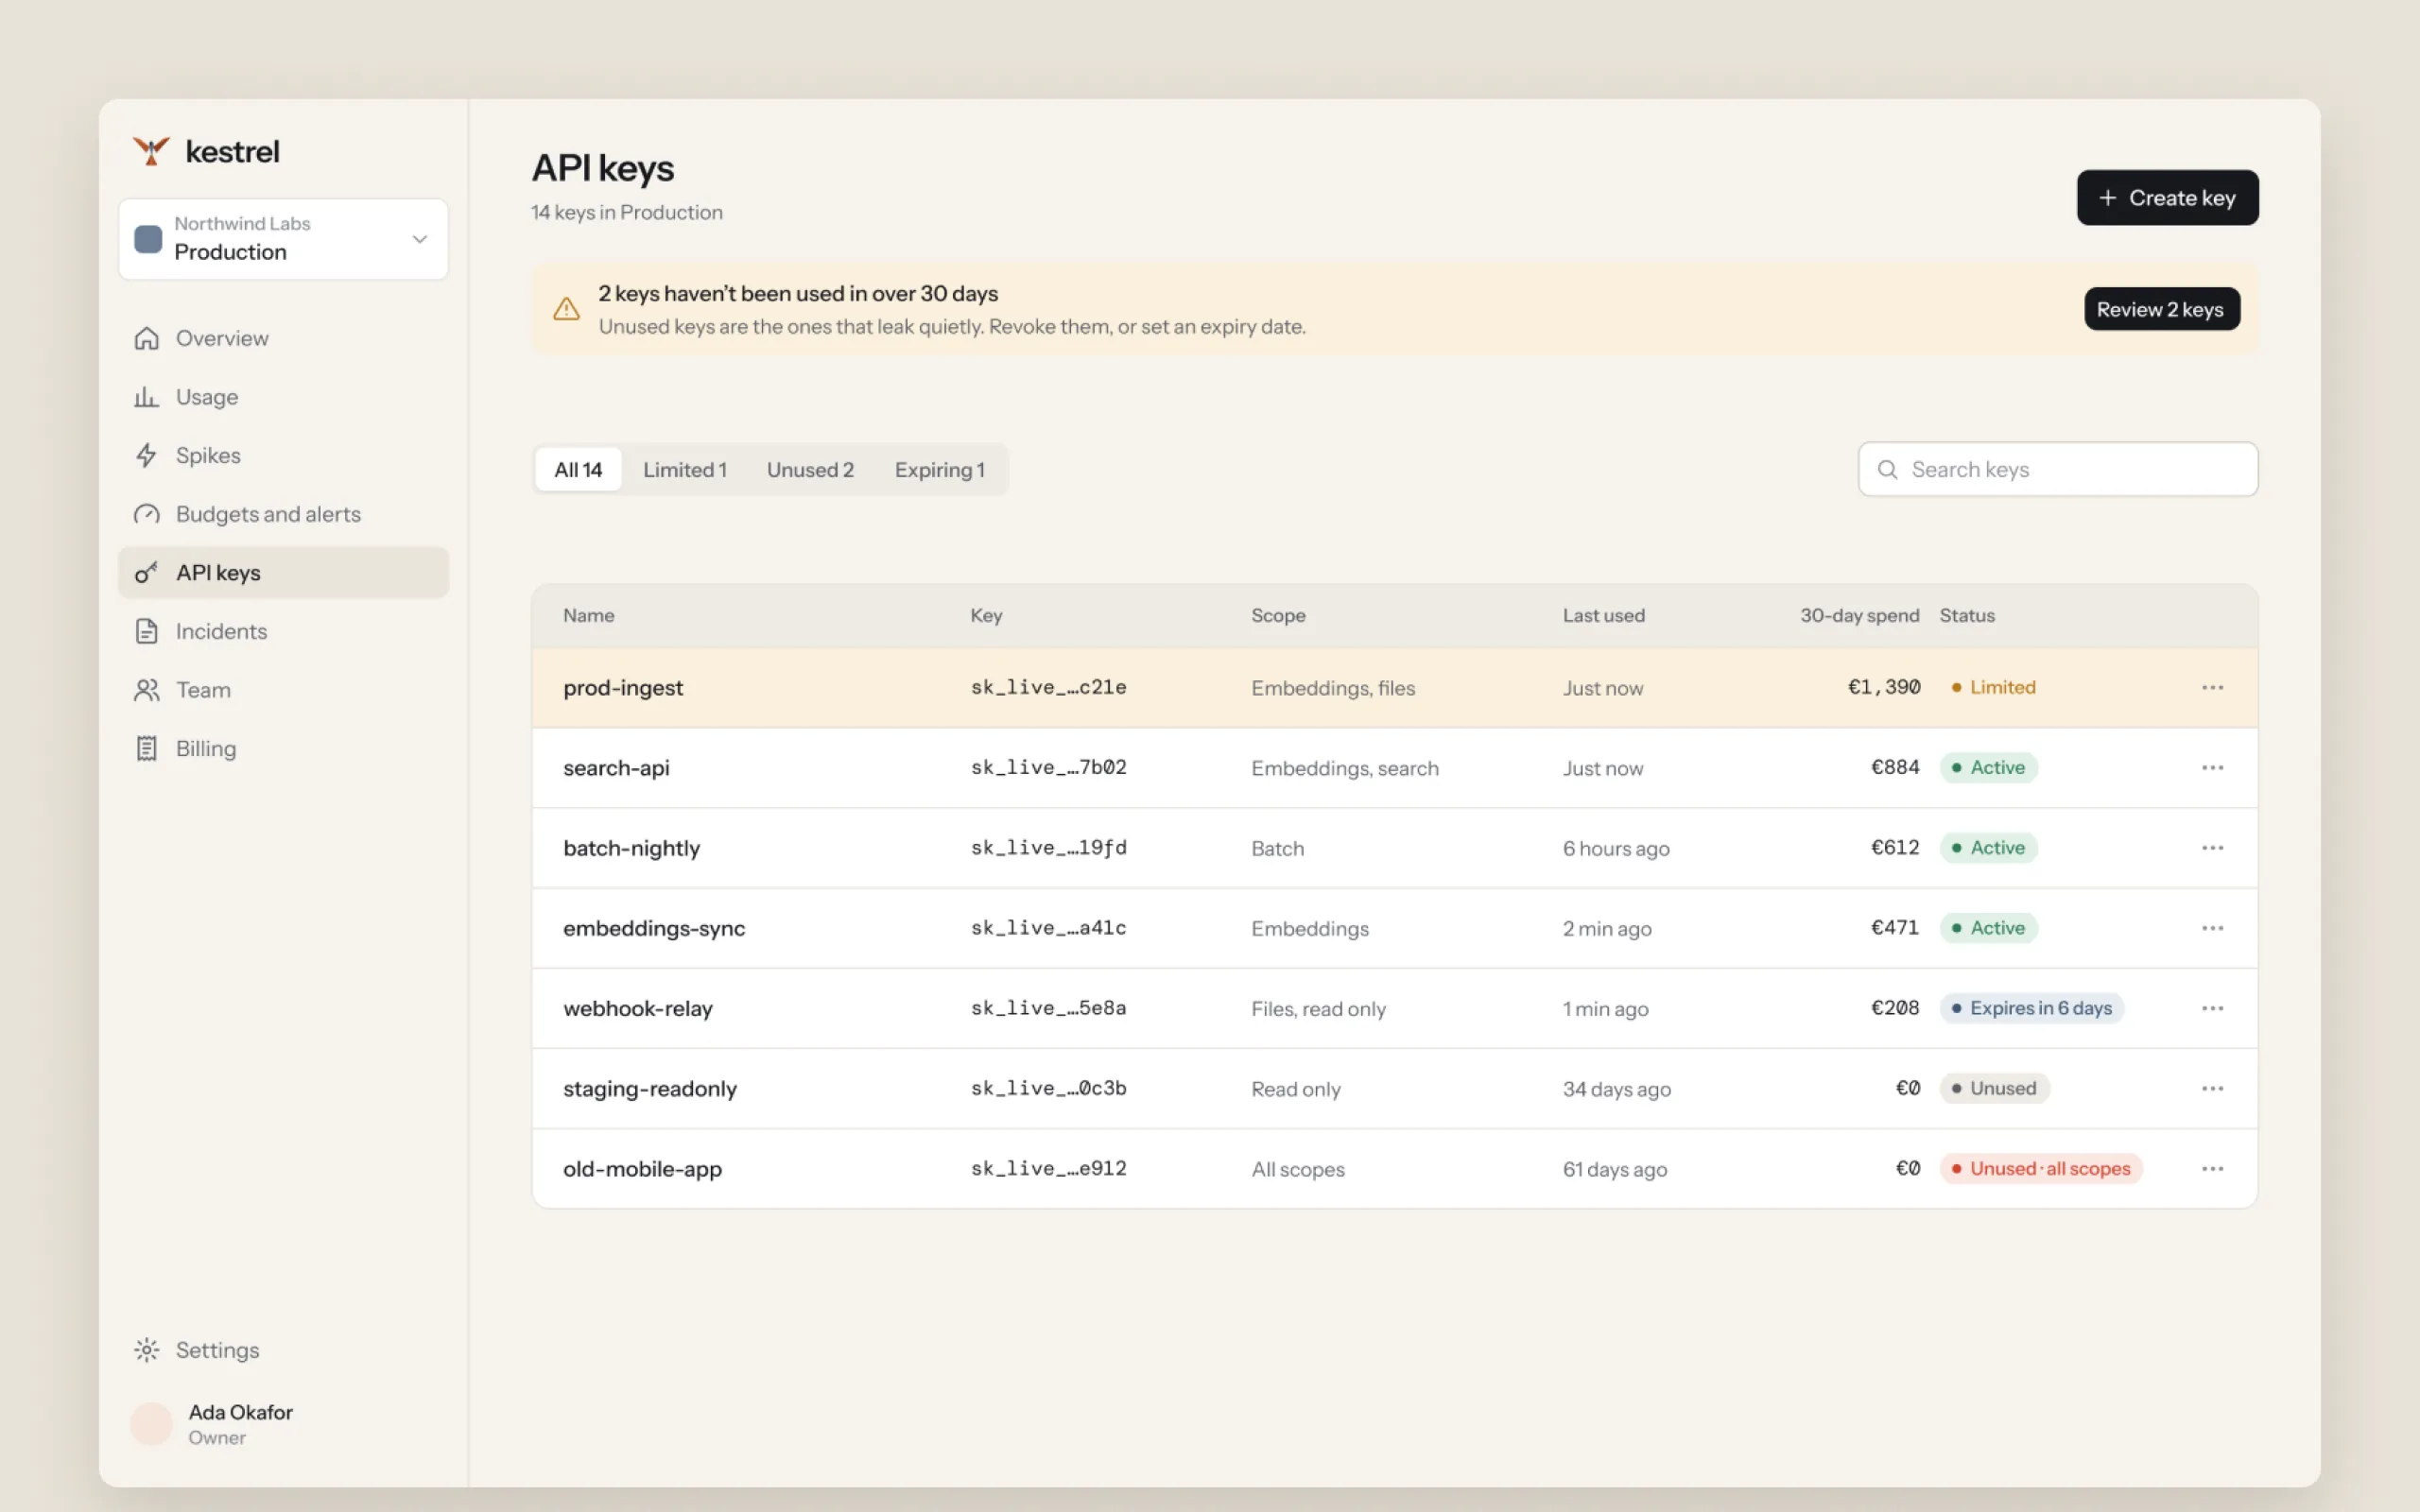 kestrel
Northwind Labs
Production
Overview
Usage
Spikes
Budgets and alerts
API keys
Incidents
Team
Billing
Settings
Ada Okafor
Owner
API keys
14 keys in Production
+ Create key
2 keys haven’t been used in over 30 days
Unused keys are the ones that leak quietly. Revoke them, or set an expiry date.
Review 2 keys
All 14 Limited 1 Unused 2 Expiring 1
Search keys
Name Key Scope Last used 30-day spend Status
prod-ingest sk_live_…c21e Embeddings, files Just now €1,390 Limited
search-api sk_live_…7b02 Embeddings, search Just now €884 Active
batch-nightly sk_live_…19fd Batch 6 hours ago €612 Active
embeddings-sync sk_live_…a41c Embeddings 2 min ago €471 Active
webhook-relay sk_live_…5e8a Files, read only 1 min ago €208 Expires in 6 days
staging-readonly sk_live_…0c3b Read only 34 days ago €0 Unused
old-mobile-app sk_live_…e912 All scopes 61 days ago €0 Unused · all scopes